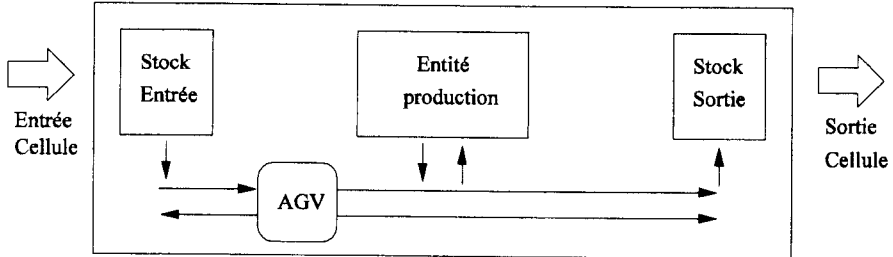 Stock
Entrée
Entité
production
Stock
Sortie
Entrée
Cellule
Sortie
Cellule
AGV